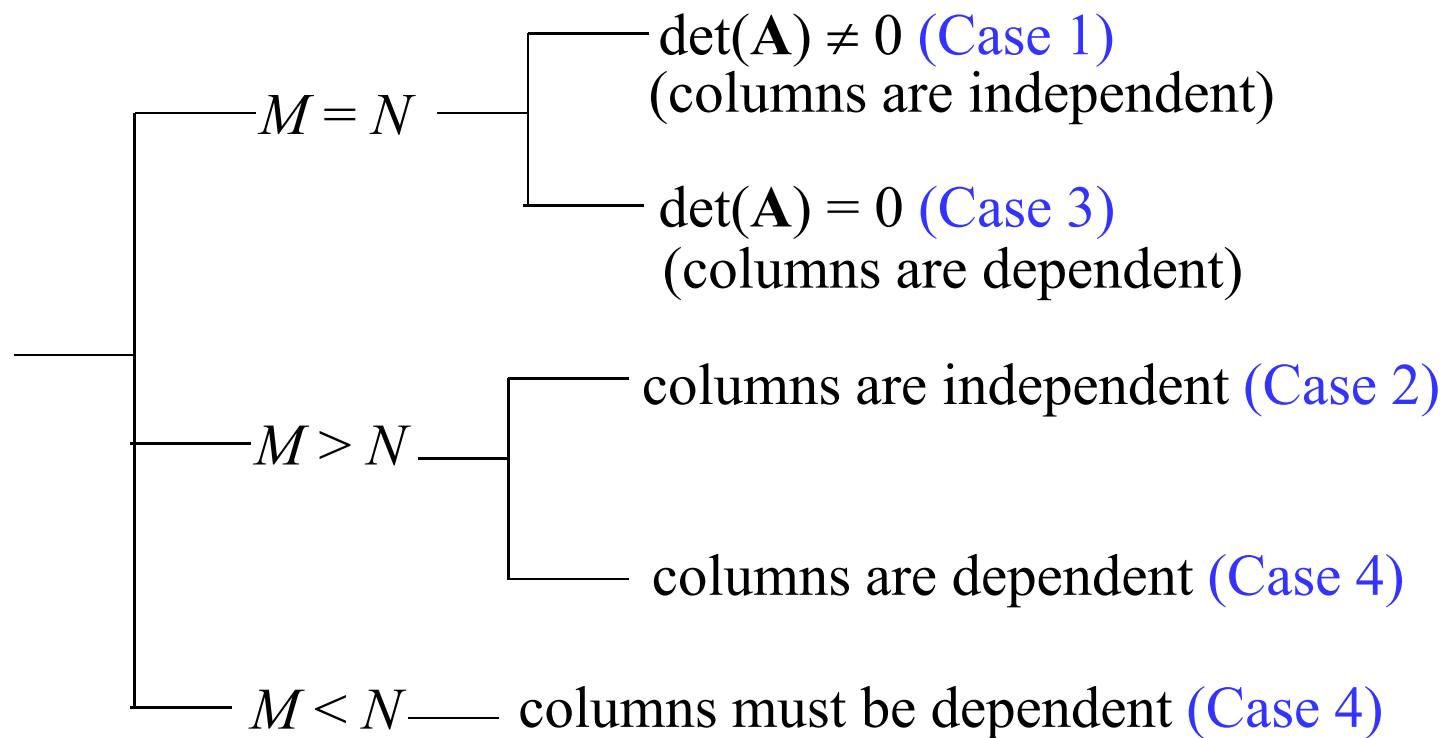 det(A) ≠ 0 (Case 1)
(columns are independent)
M = N
det(A) = 0 (Case 3)
(columns are dependent)
columns are independent (Case 2)
M > N
columns are dependent (Case 4)
M < N columns must be dependent (Case 4)